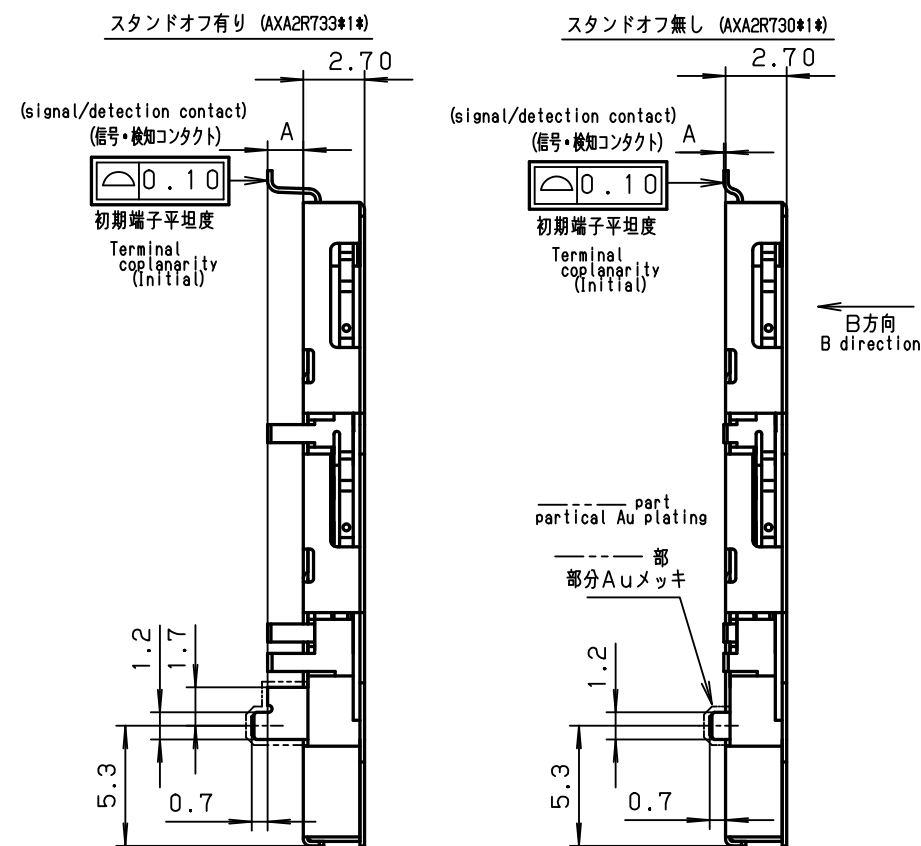 スタンドオフ有り (AXA2R733*1*)
2.70
(signal/detection contact)
(信号・検知コンタクト)
A
0.10
初期端子平坦度
Terminal
coplanarity
(Initial)
1.2
1.7
5.3
0.7
スタンドオフ無し (AXA2R730*1*)
2.70
(signal/detection contact)
(信号・検知コンタクト)
A
0.10
初期端子平坦度
Terminal
coplanarity
(Initial)
B方向
B direction
part
partical Au plating
部
部分Auメッキ
1.2
5.3
0.7